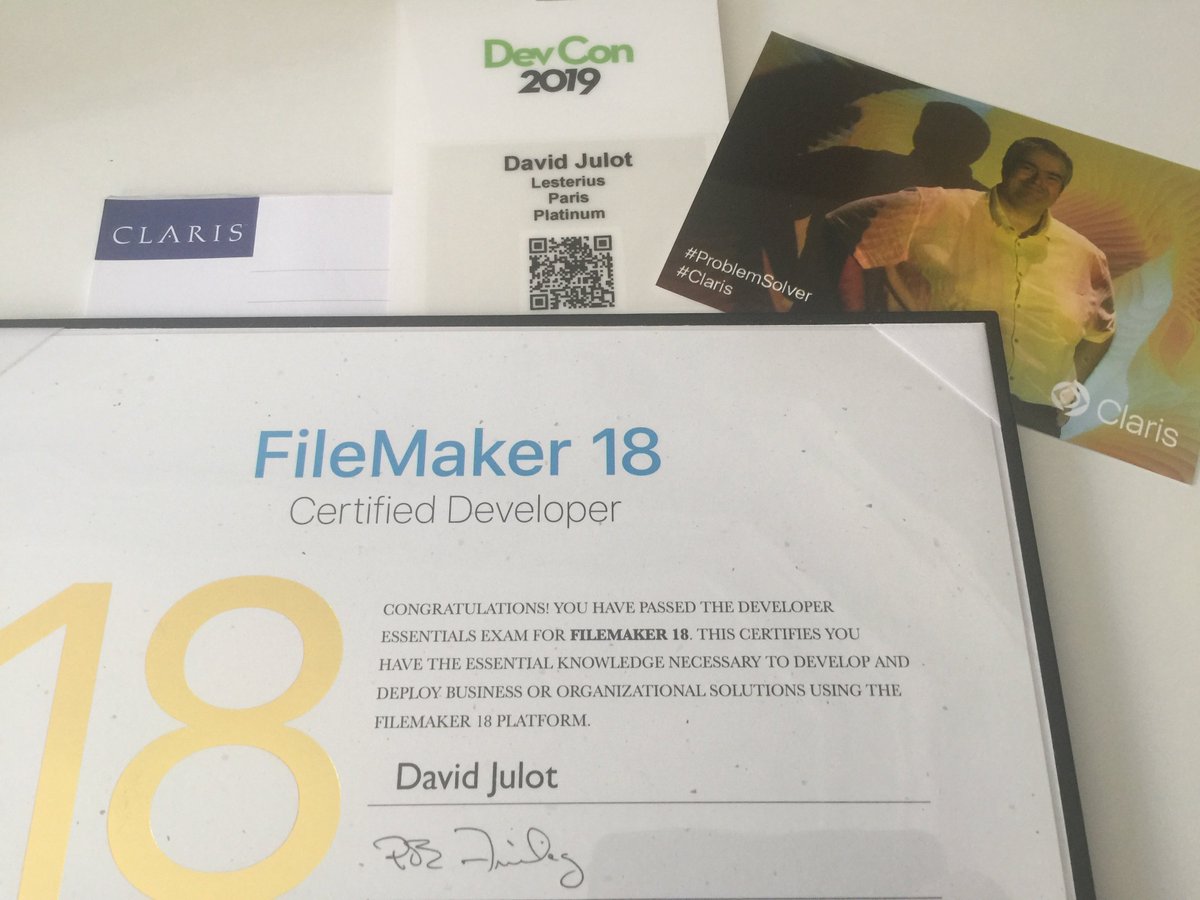 DevCon
2019
David Julot
Lesterius
Paris
Platinum
CLARIS
#ProblemSolver
#Claris
Claris
FileMaker 18
Certified Developer
18
CONGRATULATIONS! YOU HAVE PASSED THE DEVELOPER
ESSENTIALS EXAM FOR FILEMAKER 18. THIS CERTIFIES YOU
HAVE THE ESSENTIAL KNOWLEDGE NECESSARY TO DEVELOP AND
DEPLOY BUSINESS OR ORGANIZATIONAL SOLUTIONS USING THE
FILEMAKER 18 PLATFORM.
David Julot